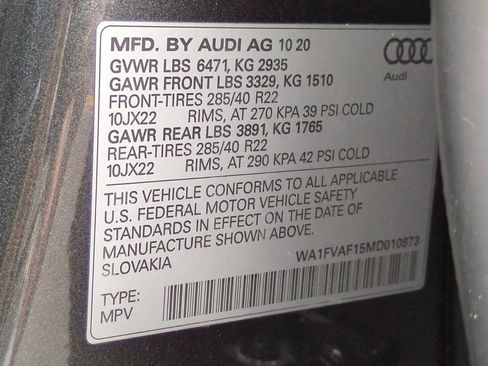 MFD. BY AUDI AG 10 20
GVWR LBS 6471, KG 2935
GAWR FRONT LBS 3329, KG 1510
FRONT-TIRES 285/40 R22
10JX22 RIMS, AT 270 KPA 39 PSI COLD
GAWR REAR LBS 3891, KG 1765
REAR-TIRES 285/40 R22
10JX22 RIMS, AT 290 KPA 42 PSI COLD
Audi
THIS VEHICLE CONFORMS TO ALL APPLICABLE
U.S. FEDERAL MOTOR VEHICLE SAFETY
STANDARDS IN EFFECT ON THE DATE OF
MANUFACTURE SHOWN ABOVE.
SLOVAKIA
WA1FVAF15MD010873
TYPE:
MPV